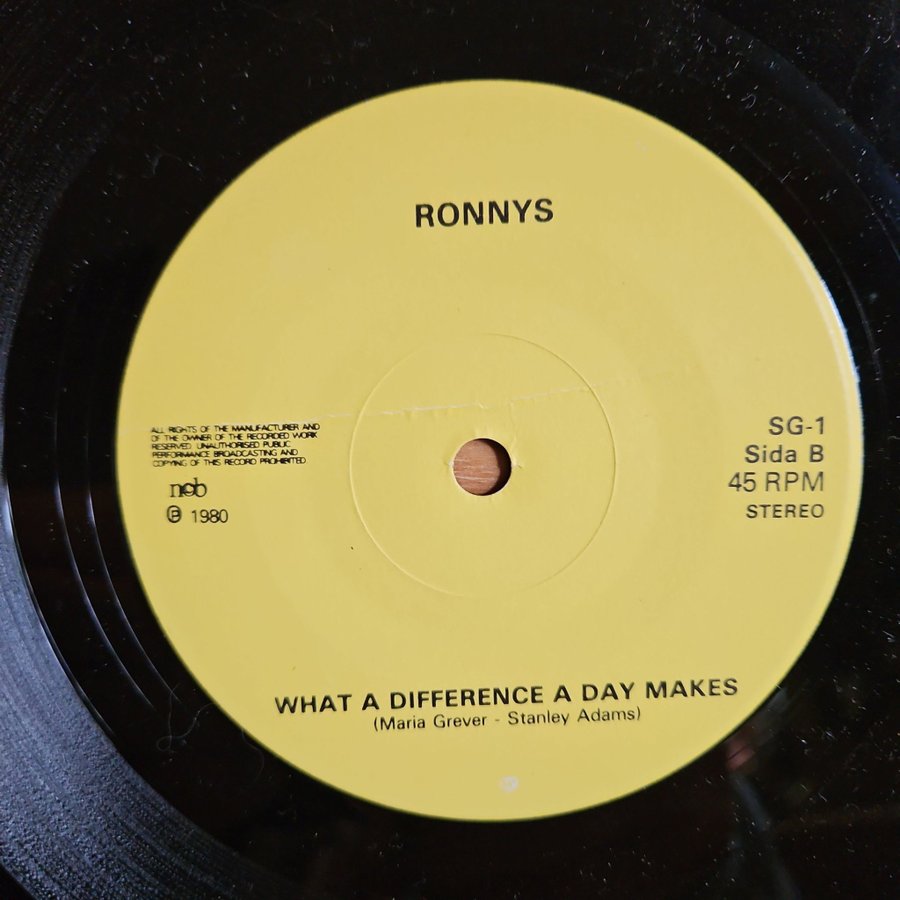 RONNYS
ALL RIGHTS OF THE MANUFACTURER AND
OF THE OWNER OF THE RECORDED WORK
RESERVED UNAUTHORISED PUBLIC
PERFORMANCE BROADCASTING AND
COPYING OF THIS RECORD PROHIBITED
ncb
Ⓟ 1980
SG-1
Sida B
45 RPM
STEREO
WHAT A DIFFERENCE A DAY MAKES
(Maria Grever - Stanley Adams)